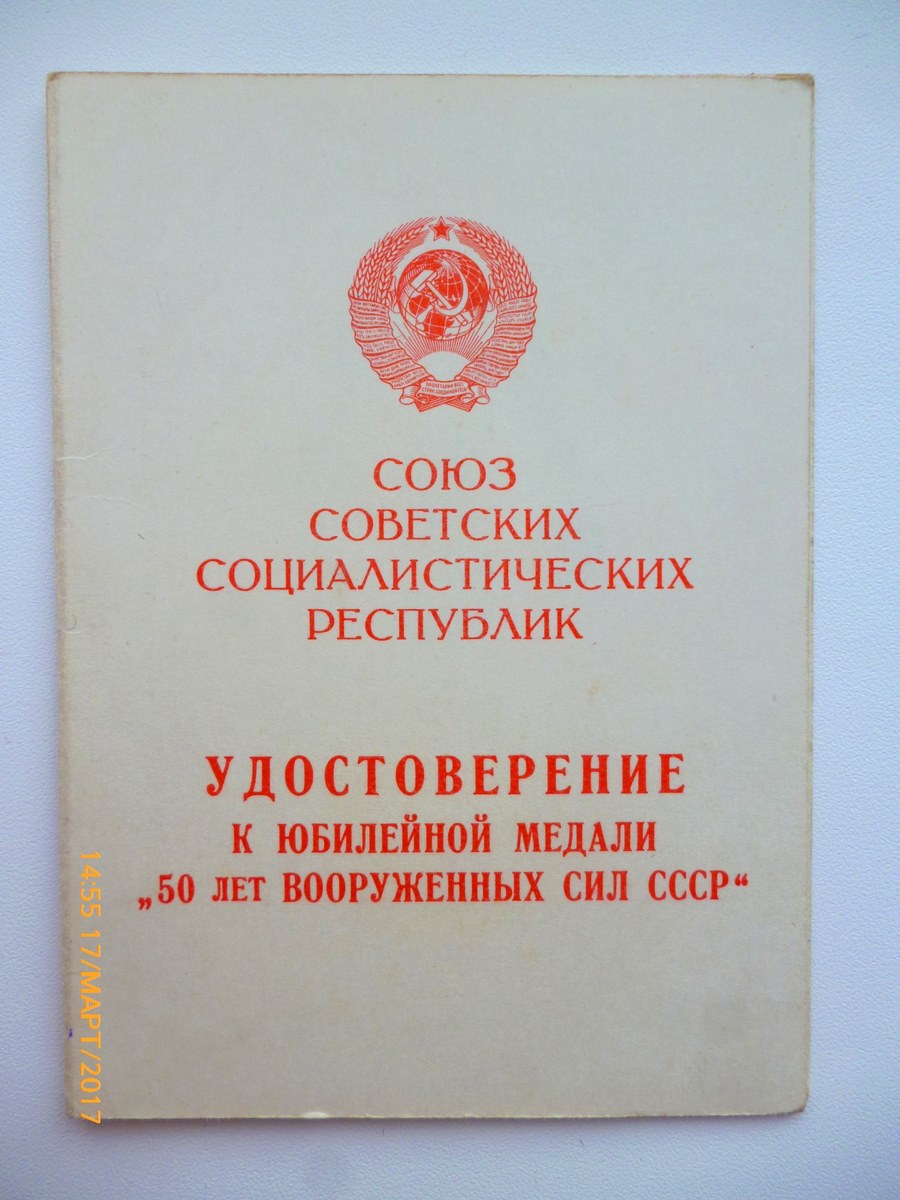 СОЮЗ
СОВЕТСКИХ
СОЦИАЛИСТИЧЕСКИХ
РЕСПУБЛИК
УДОСТОВЕРЕНИЕ
К ЮБИЛЕЙНОЙ МЕДАЛИ
„50 ЛЕТ ВООРУЖЕННЫХ СИЛ СССР“
14:55 17/МАРТ/2017